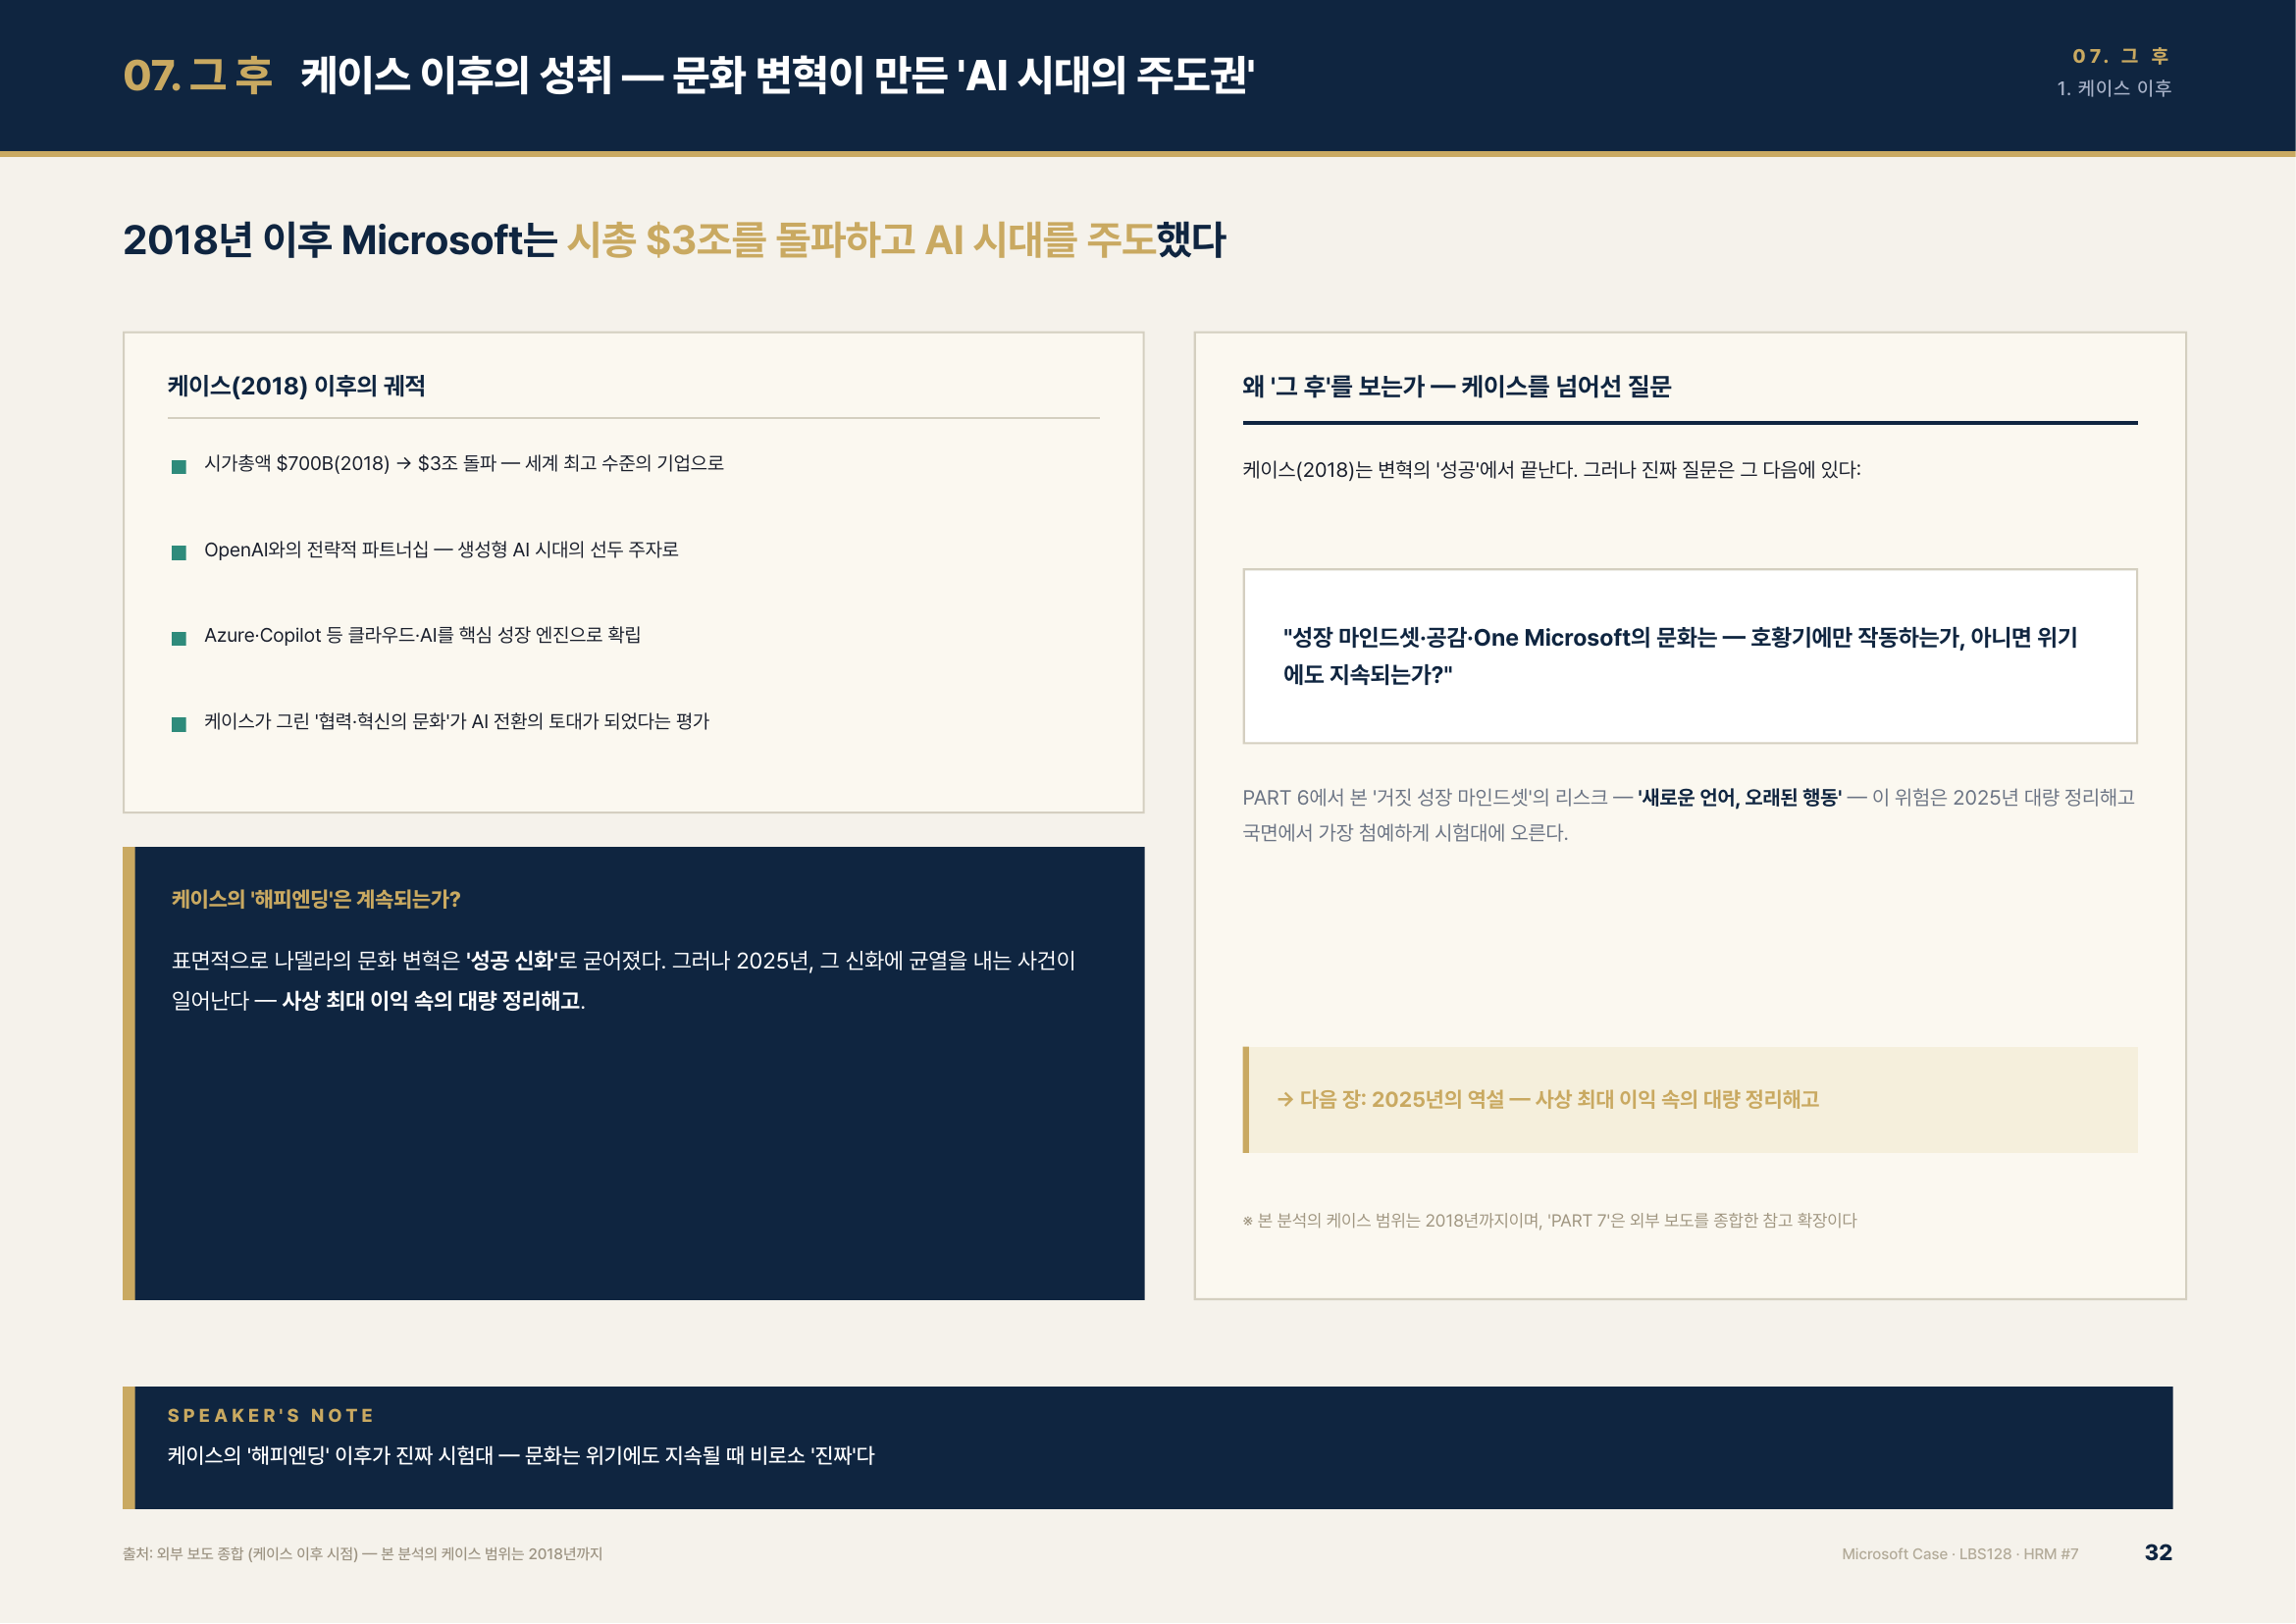 07. 그 후 케이스 이후의 성취 — 문화 변혁이 만든 'AI 시대의 주도권'
07. 그 후
1. 케이스 이후
2018년 이후 Microsoft는 시총 $3조를 돌파하고 AI 시대를 주도했다
케이스(2018) 이후의 궤적
시가총액 $700B(2018) → $3조 돌파 — 세계 최고 수준의 기업으로
OpenAI와의 전략적 파트너십 — 생성형 AI 시대의 선두 주자로
Azure·Copilot 등 클라우드·AI를 핵심 성장 엔진으로 확립
케이스가 그린 '협력·혁신의 문화'가 AI 전환의 토대가 되었다는 평가
케이스의 '해피엔딩'은 계속되는가?
표면적으로 나델라의 문화 변혁은 '성공 신화'로 굳어졌다. 그러나 2025년, 그 신화에 균열을 내는 사건이
일어난다 — 사상 최대 이익 속의 대량 정리해고.
왜 '그 후'를 보는가 — 케이스를 넘어선 질문
케이스(2018)는 변혁의 '성공'에서 끝난다. 그러나 진짜 질문은 그 다음에 있다:
"성장 마인드셋·공감·One Microsoft의 문화는 — 호황기에만 작동하는가, 아니면 위기
에도 지속되는가?"
PART 6에서 본 '거짓 성장 마인드셋'의 리스크 — '새로운 언어, 오래된 행동' — 이 위험은 2025년 대량 정리해고
국면에서 가장 첨예하게 시험대에 오른다.
→ 다음 장: 2025년의 역설 — 사상 최대 이익 속의 대량 정리해고
※ 본 분석의 케이스 범위는 2018년까지이며, 'PART 7'은 외부 보도를 종합한 참고 확장이다
SPEAKER'S NOTE
케이스의 '해피엔딩' 이후가 진짜 시험대 — 문화는 위기에도 지속될 때 비로소 '진짜'다
출처: 외부 보도 종합 (케이스 이후 시점) — 본 분석의 케이스 범위는 2018년까지
Microsoft Case · LBS128 · HRM #7
32